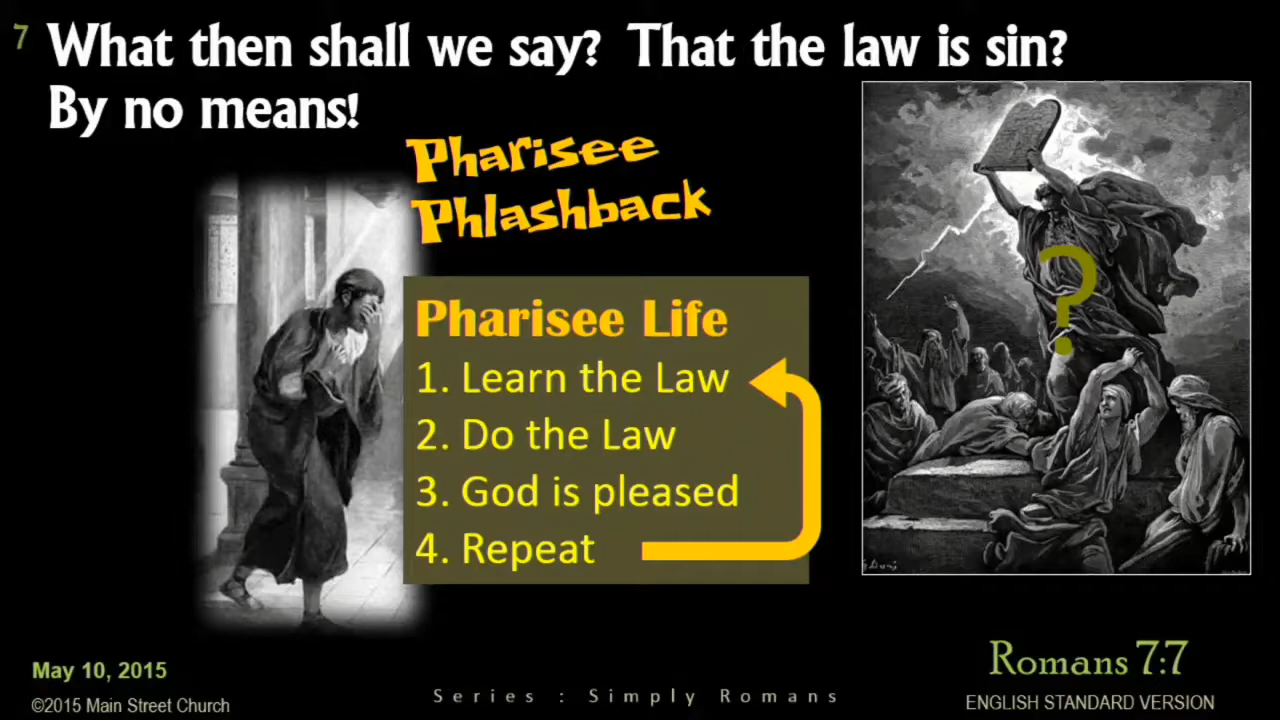 7 What then shall we say? That the law is sin?
By no means!
Pharisee
Phlashback
Pharisee Life
1. Learn the Law
2. Do the Law
3. God is pleased
4. Repeat
?
May 10, 2015
©2015 Main Street Church
Series : Simply Romans
Romans 7:7
ENGLISH STANDARD VERSION